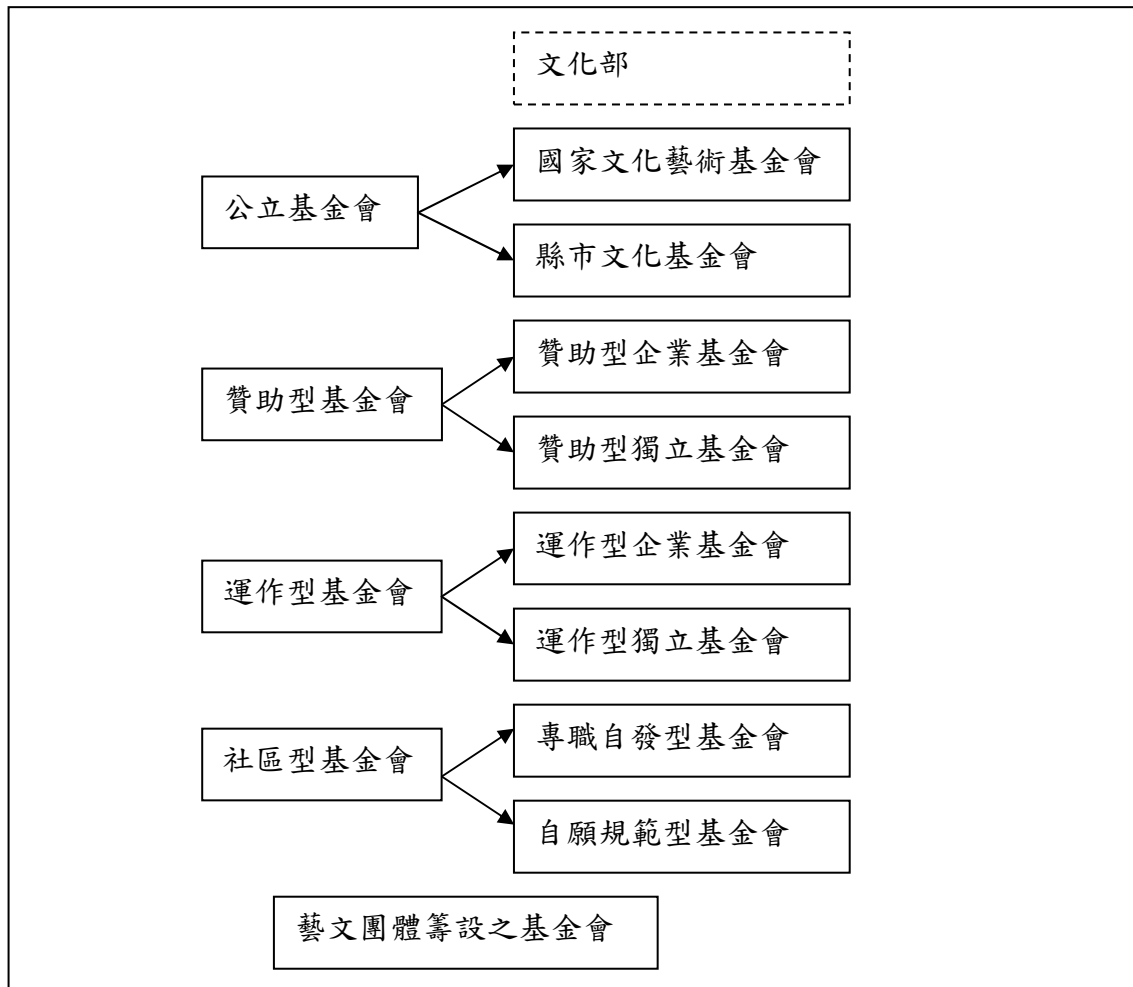 文化部
公立基金會
國家文化藝術基金會
縣市文化基金會
贊助型基金會
贊助型企業基金會
贊助型獨立基金會
運作型基金會
運作型企業基金會
運作型獨立基金會
社區型基金會
專職自發型基金會
自願規範型基金會
藝文團體籌設之基金會